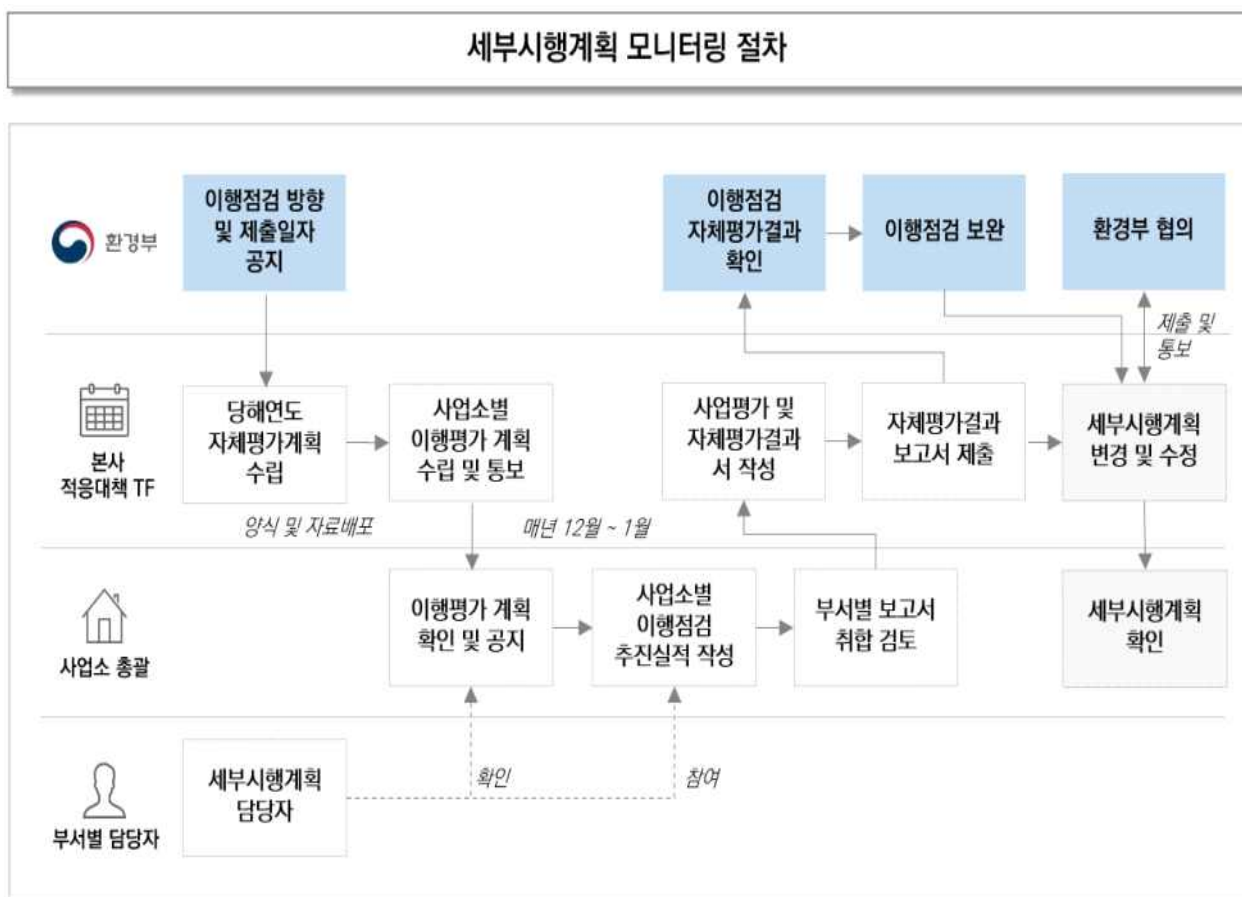 세부시행계획 모니터링 절차
환경부
이행점검 방향
및 제출일자
공지
이행점검
자체평가결과
확인
이행점검 보완
환경부 협의
제출 및
통보
본사
적응대책 TF
당해연도
자체평가계획
수립
사업소별
이행평가 계획
수립 및 통보
사업평가 및
자체평가결과
서 작성
자체평가결과
보고서 제출
세부시행계획
변경 및 수정
양식 및 자료배포
매년 12월 ~ 1월
사업소 총괄
이행평가 계획
확인 및 공지
사업소별
이행점검
추진실적 작성
부서별 보고서
취합 검토
세부시행계획
확인
부서별 담당자
세부시행계획
담당자
확인
참여